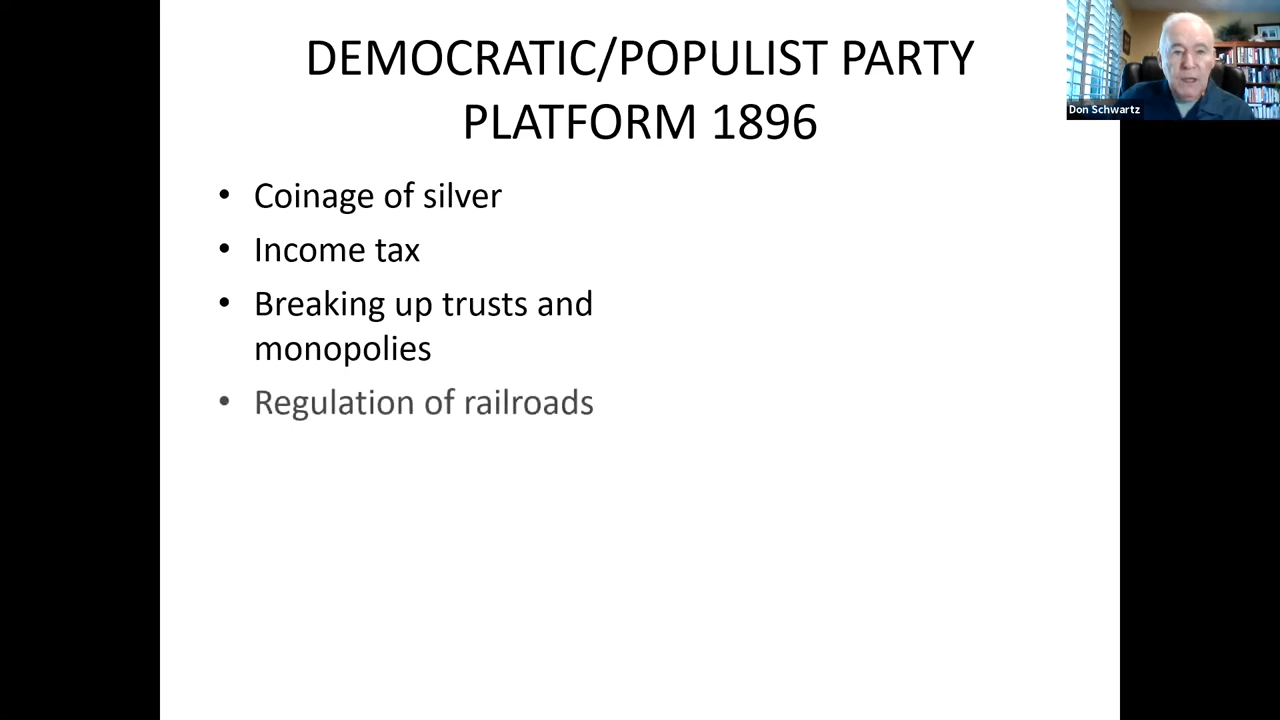 DEMOCRATIC/POPULIST PARTY
PLATFORM 1896
Don Schwartz
• Coinage of silver
• Income tax
• Breaking up trusts and
monopolies
• Regulation of railroads